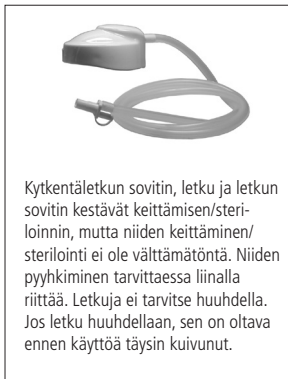 Kytkentäletkun sovitin, letku ja letkun
sovitin kestävät keittämisen/steri-
loinnin, mutta niiden keittäminen/
sterilointi ei ole välttämätöntä. Niiden
pyyhkiminen tarvittaessa liinalla
riittää. Letkuja ei tarvitse huuhdella.
Jos letku huuhdellaan, sen on oltava
ennen käyttöä täysin kuivunut.